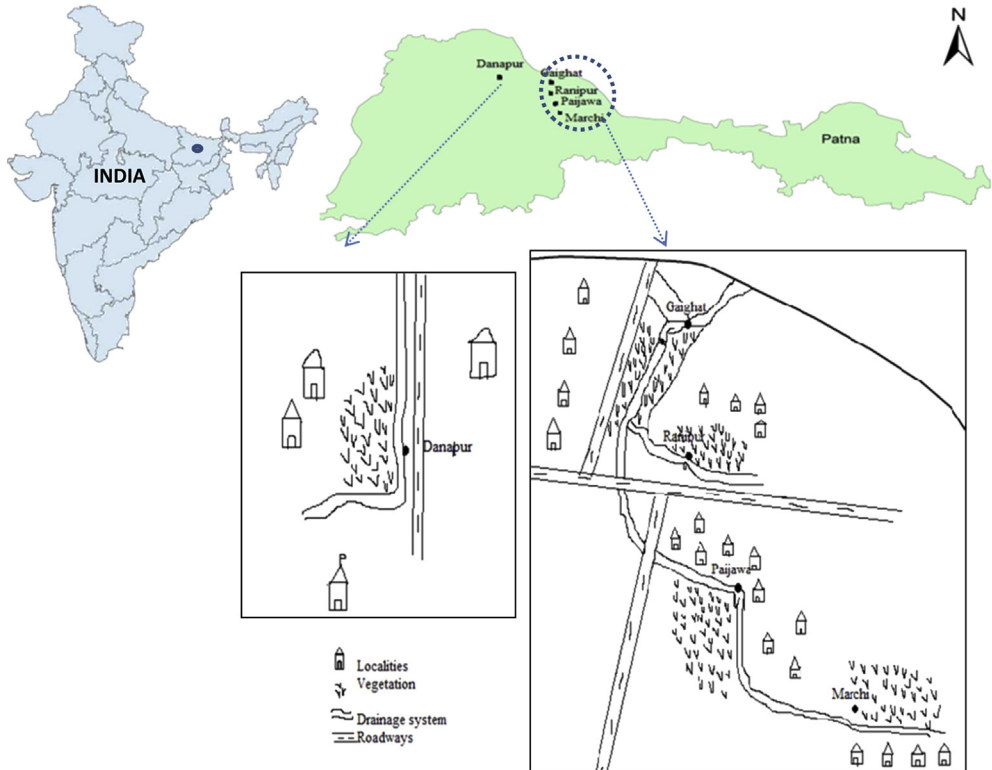 N
INDIA
Danapur
Gaighat
Ranipur
Paijawa
Marchi
Patna
Danapur
Gaighat
Ranipur
Paijawa
Marchi
Localities
Vegetation
Drainage system
Roadways